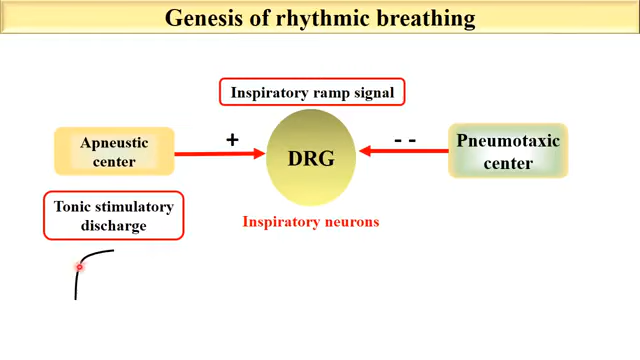 Genesis of rhythmic breathing
Inspiratory ramp signal
Apneustic
center
+
DRG
- -
Pneumotaxic
center
Tonic stimulatory
discharge
Inspiratory neurons